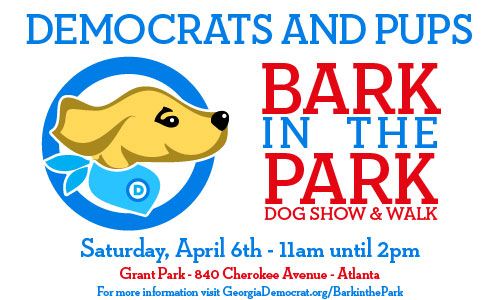 DEMOCRATS AND PUPS
BARK
IN THE
PARK
DOG SHOW & WALK
D
Saturday, April 6th - 11am until 2pm
Grant Park - 840 Cherokee Avenue - Atlanta
For more information visit GeorgiaDemocrat.org/BarkinthePark